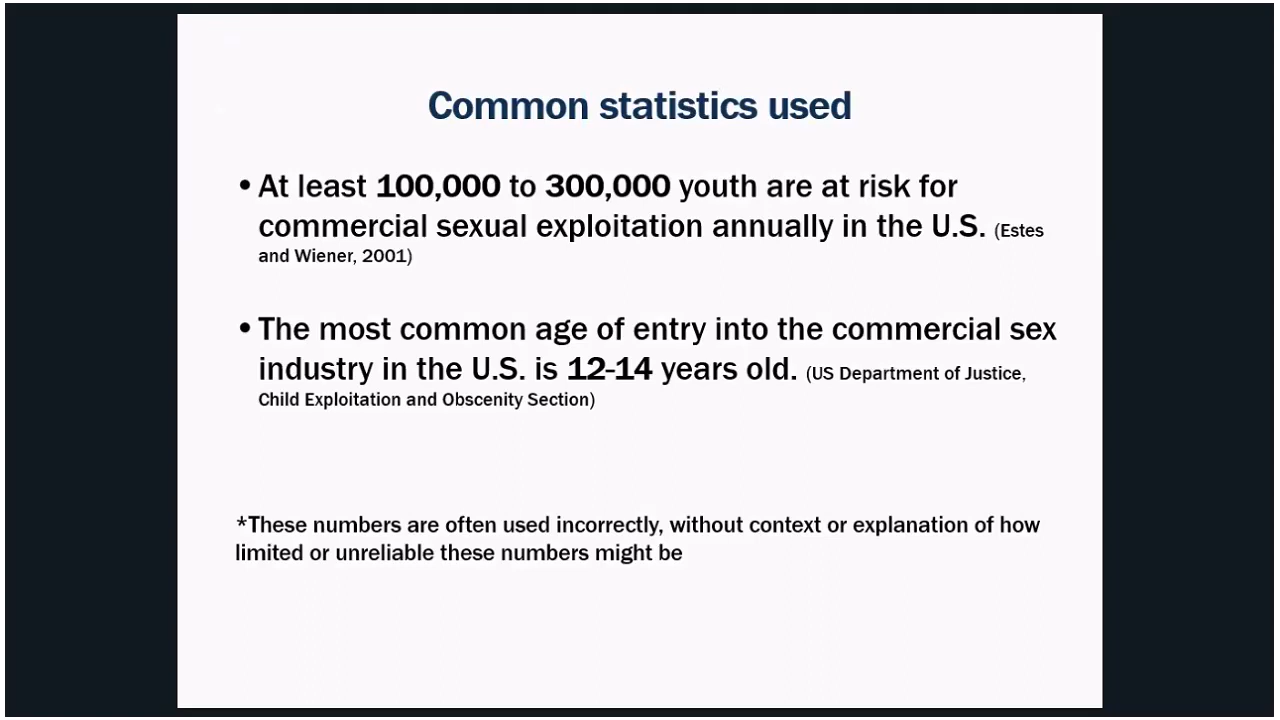 Common statistics used
• At least 100,000 to 300,000 youth are at risk for
commercial sexual exploitation annually in the U.S. (Estes
and Wiener, 2001)
• The most common age of entry into the commercial sex
industry in the U.S. is 12-14 years old. (US Department of Justice,
Child Exploitation and Obscenity Section)
*These numbers are often used incorrectly, without context or explanation of how
limited or unreliable these numbers might be